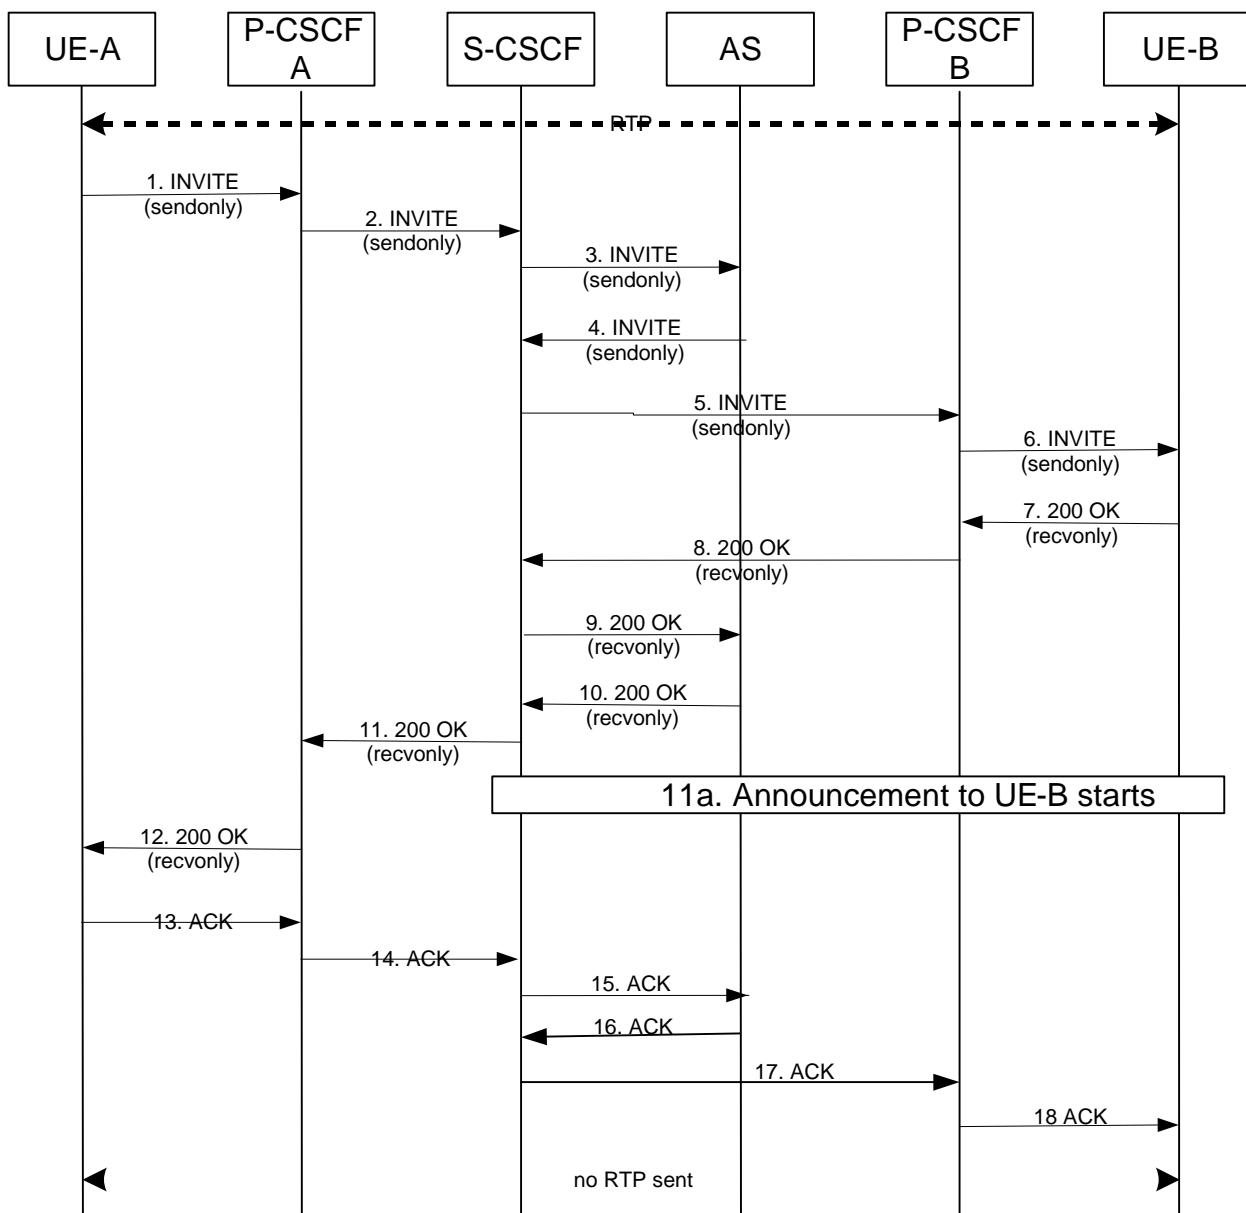 UE-A
P-CSCF
A
S-CSCF
AS
P-CSCF
B
UE-B
RTP
1. INVITE
(sendonly)
2. INVITE
(sendonly)
3. INVITE
(sendonly)
4. INVITE
(sendonly)
5. INVITE
(sendonly)
6. INVITE
(sendonly)
7. 200 OK
(recvonly)
8. 200 OK
(recvonly)
9. 200 OK
(recvonly)
10. 200 OK
(recvonly)
11. 200 OK
(recvonly)
11a. Announcement to UE-B starts
12. 200 OK
(recvonly)
13. ACK
14. ACK
15. ACK
16. ACK
17. ACK
18 ACK
no RTP sent